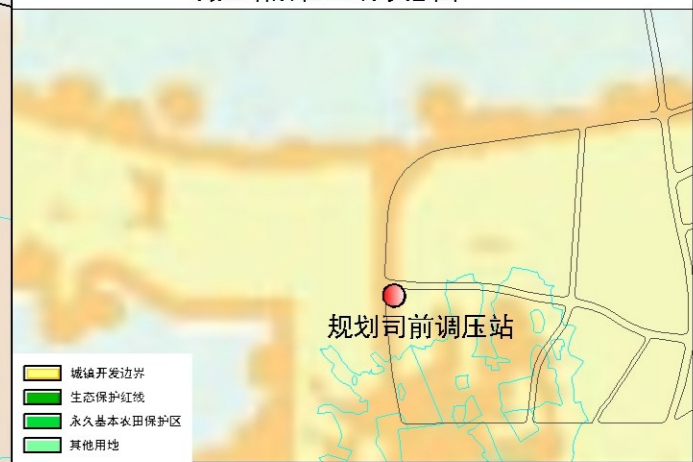 规划司前调压站
城镇开发边界
生态保护红线
永久基本农田保护区
其他用地